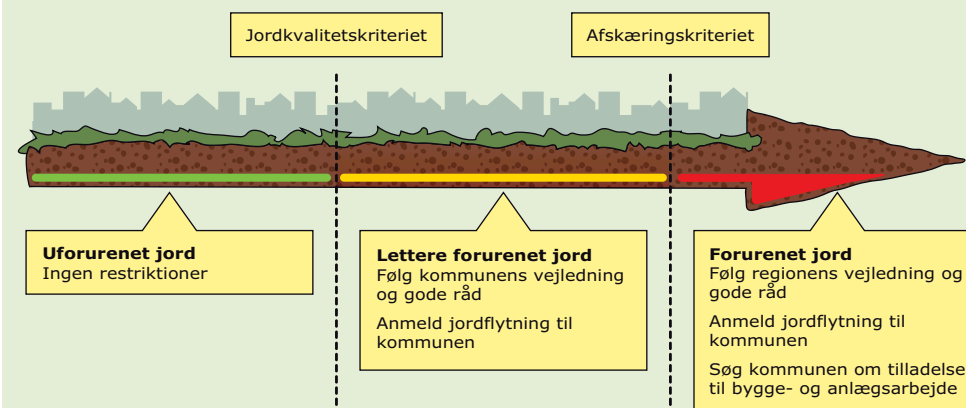 Jordkvalitetskriteriet
Afskæringskriteriet
Uforurenet jord
Ingen restriktioner
Lettere forurenet jord
Følg kommunens vejledning
og gode råd
Anmeld jordflytning til
kommunen
Forurenet jord
Følg regionens vejledning og
gode råd
Anmeld jordflytning til
kommunen
Søg kommunen om tilladelse
til bygge- og anlægsarbejde